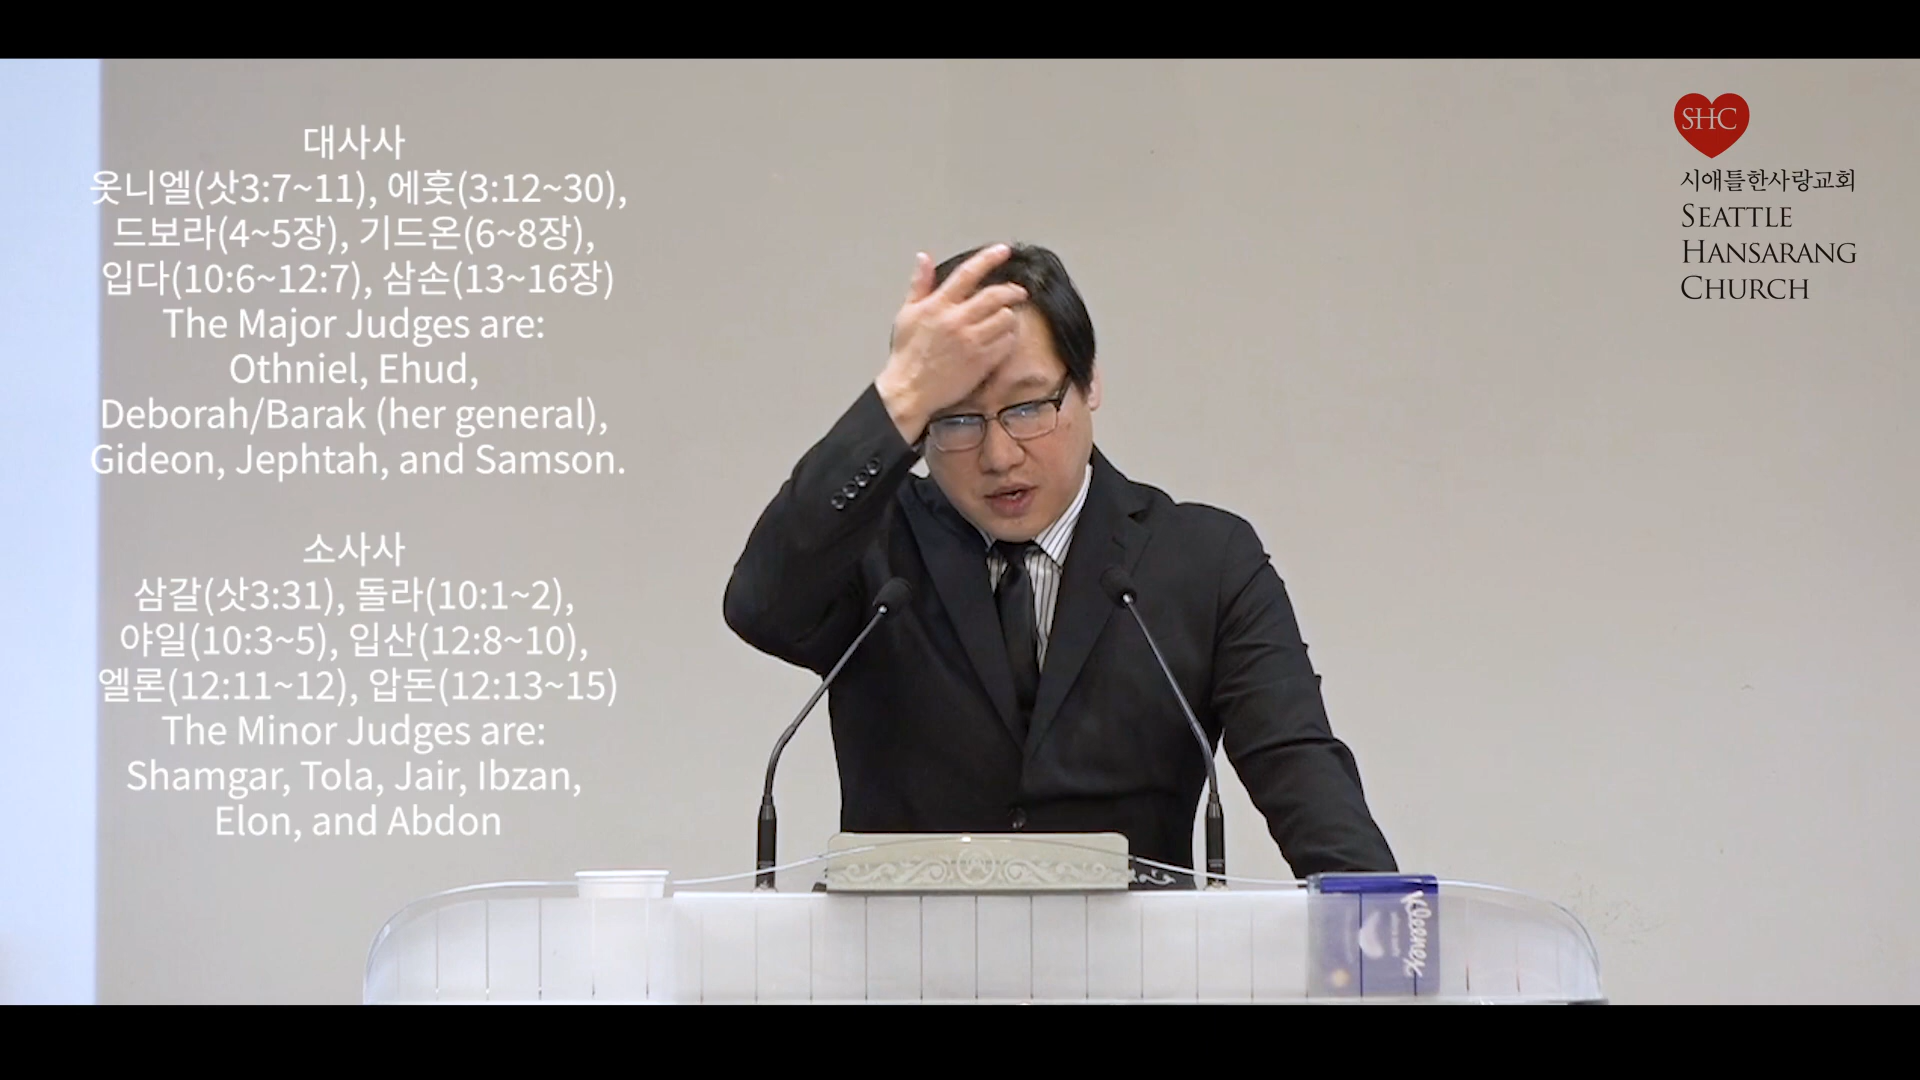 대사사
옷니엘(삿3:7~11), 에훗(3:12~30),
드보라(4~5장), 기드온(6~8장),
입다(10:6~12:7), 삼손(13~16장)
The Major Judges are:
Othniel, Ehud,
Deborah/Barak (her general),
Gideon, Jephtah, and Samson.
소사사
삼갈(삿3:31), 돌라(10:1~2),
야일(10:3~5), 입산(12:8~10),
엘론(12:11~12), 압돈(12:13~15)
The Minor Judges are:
Shamgar, Tola, Jair, Ibzan,
Elon, and Abdon
SHC
시애틀한사랑교회
SEATTLE
HANSARANG
CHURCH
Kleenex